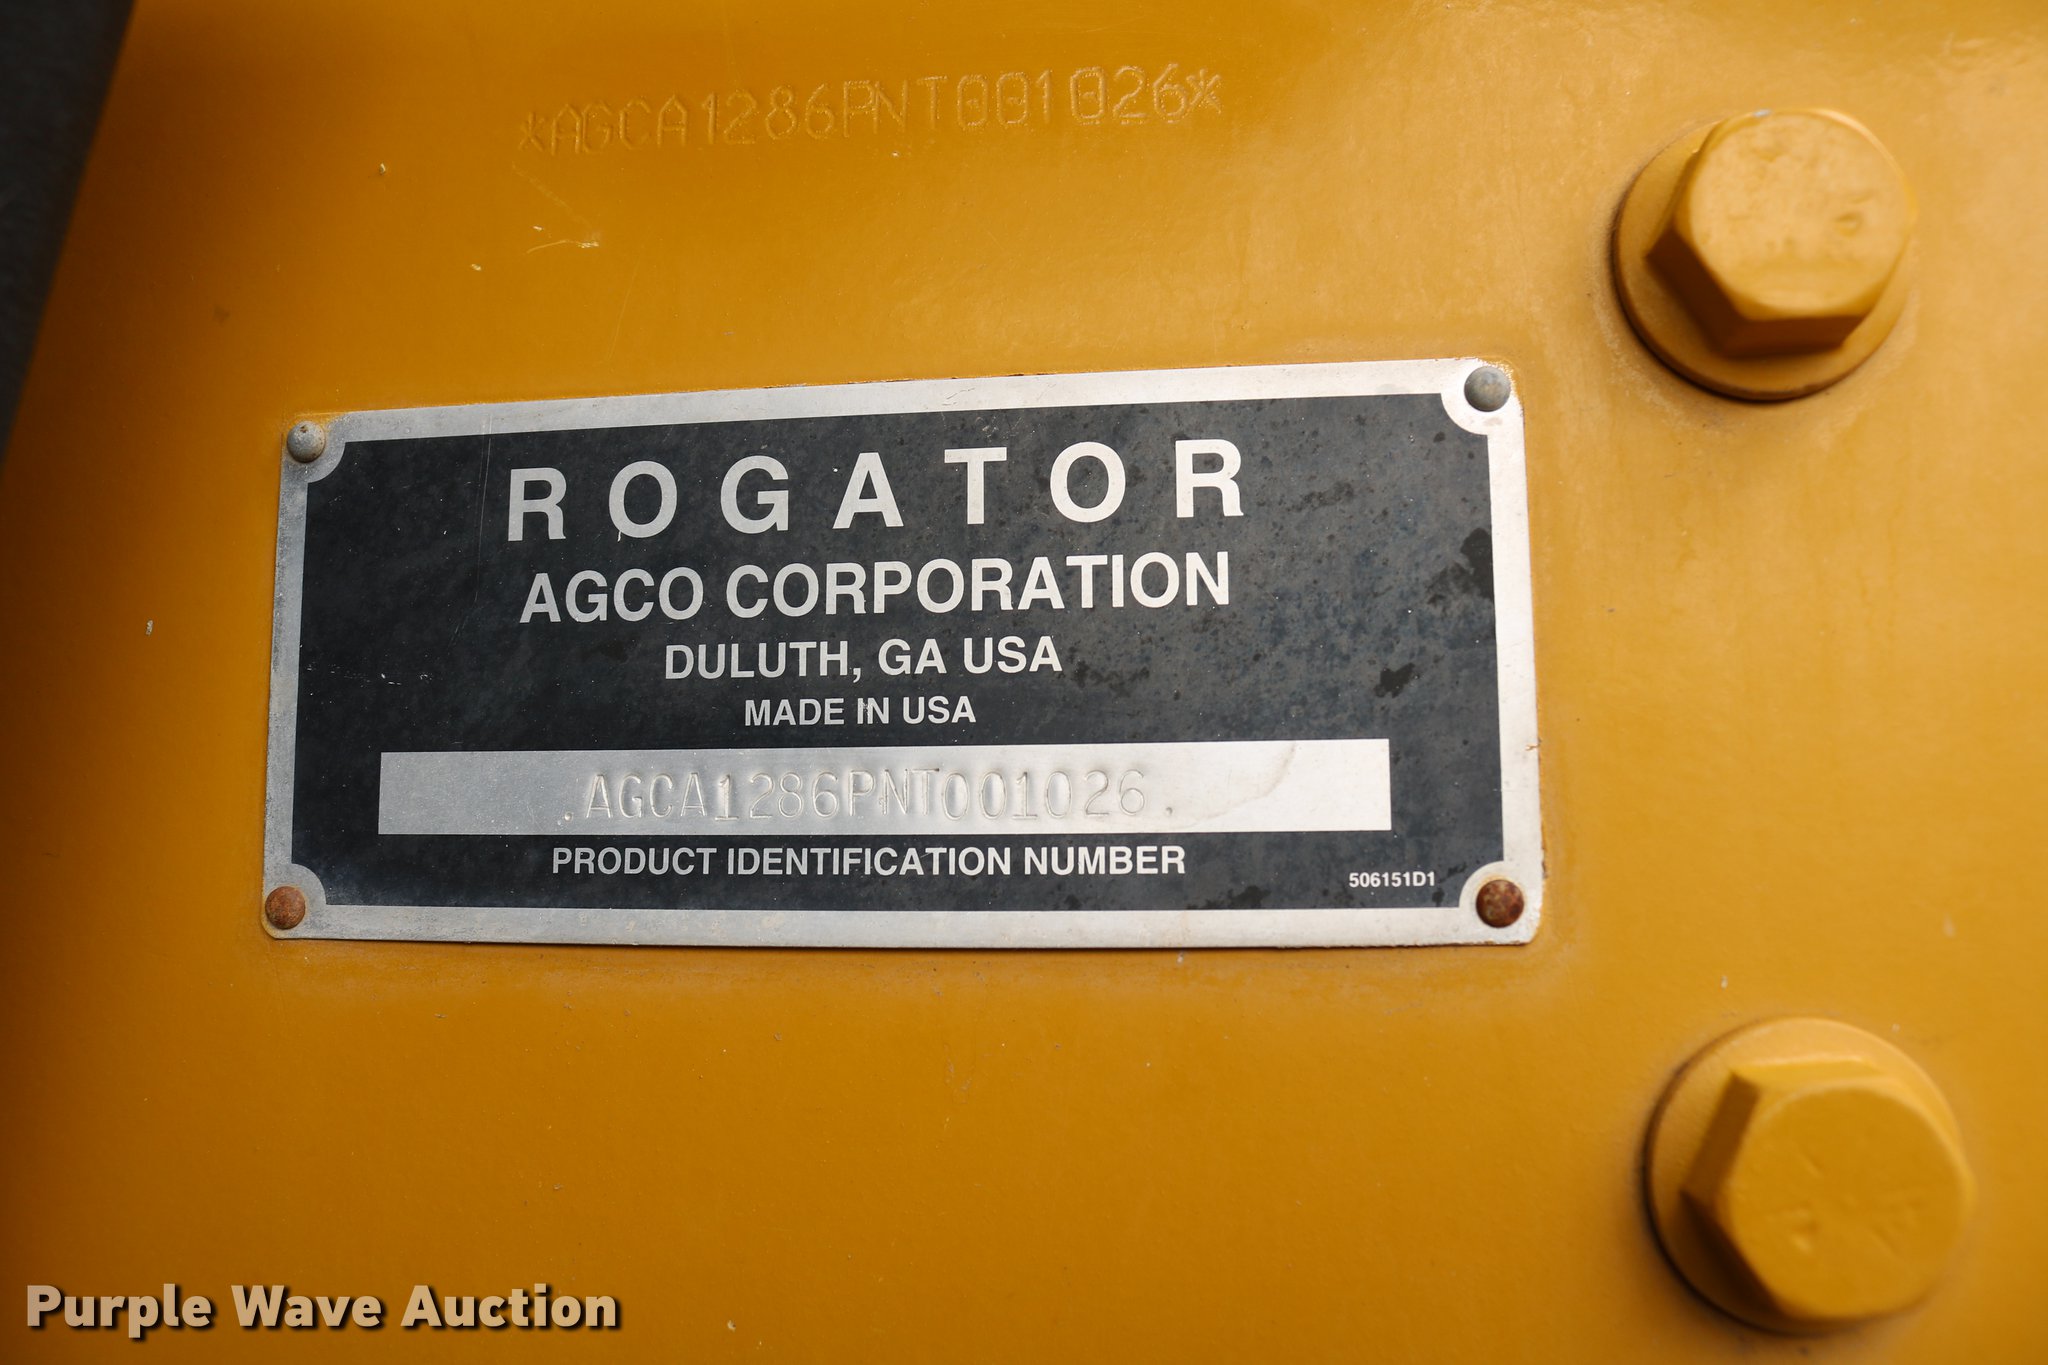 *AGCA1286PNT001026*
ROGATOR
AGCO CORPORATION
DULUTH, GA USA
MADE IN USA
.AGCA1286PNT001026.
PRODUCT IDENTIFICATION NUMBER
506151D1
Purple Wave Auction